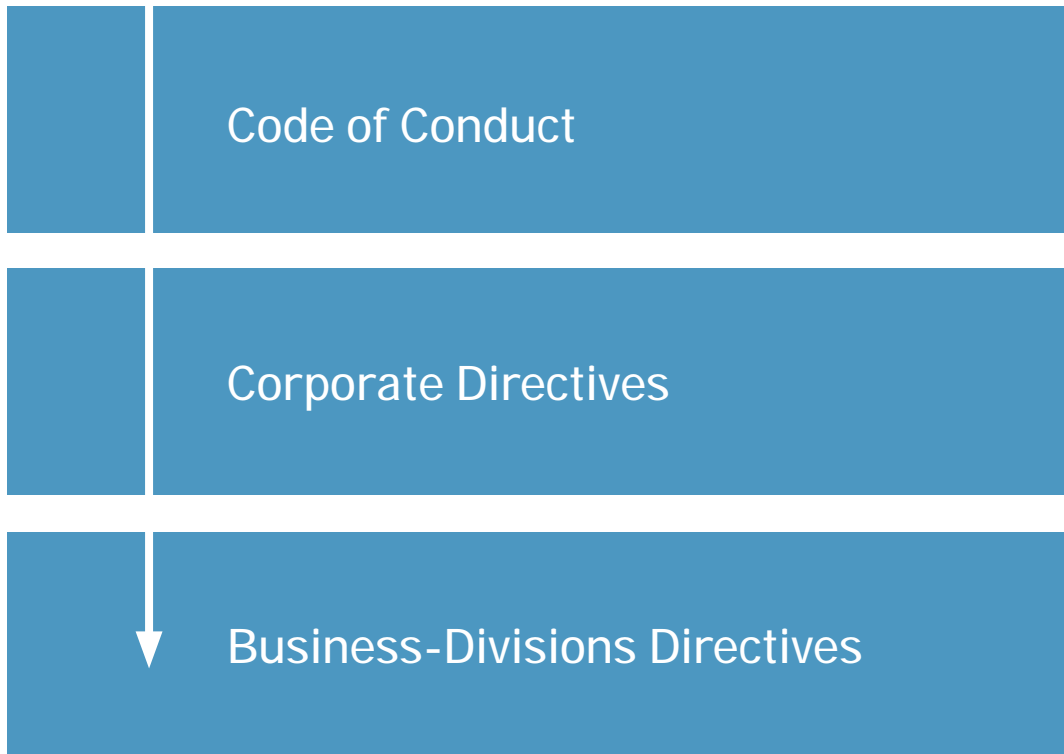 Code of Conduct
Corporate Directives
Business-Divisions Directives